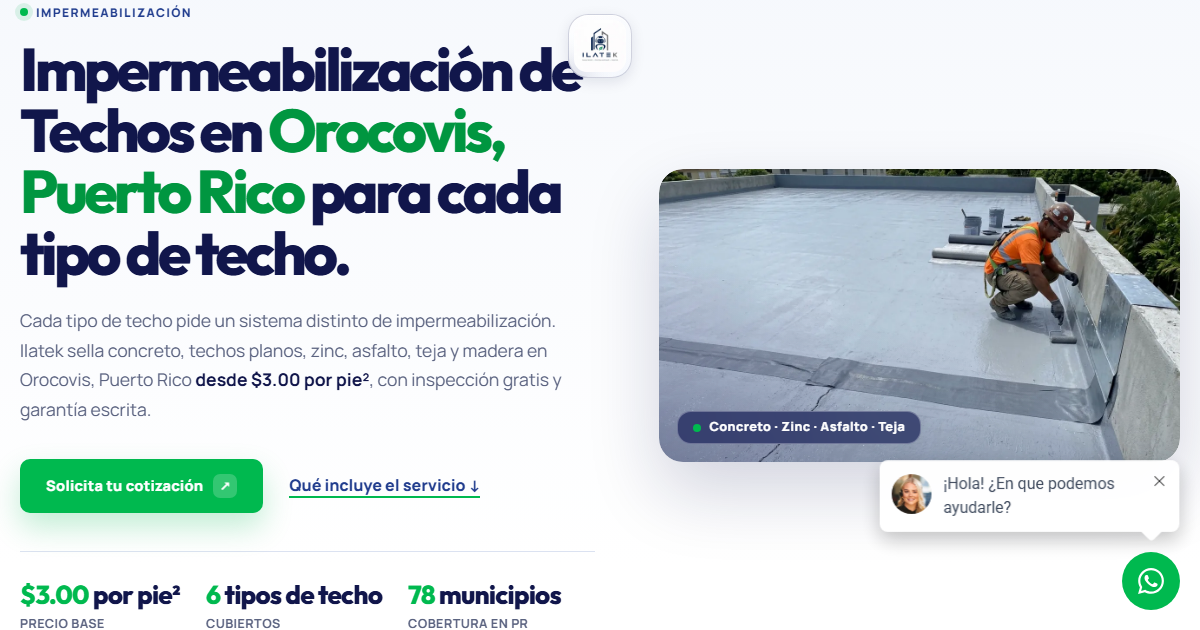 IMPERMEABILIZACIÓN
ILATEK
Impermeabilización de
Techos en Orocovis,
Puerto Rico para cada
tipo de techo.
Cada tipo de techo pide un sistema distinto de impermeabilización.
Ilatek sella concreto, techos planos, zinc, asfalto, teja y madera en
Orocovis, Puerto Rico desde $3.00 por pie², con inspección gratis y
garantía escrita.
Solicita tu cotización ↗
Qué incluye el servicio ↓
Concreto · Zinc · Asfalto · Teja
¡Hola! ¿En que podemos
ayudarle?
$3.00 por pie²
PRECIO BASE
6 tipos de techo
CUBIERTOS
78 municipios
COBERTURA EN PR